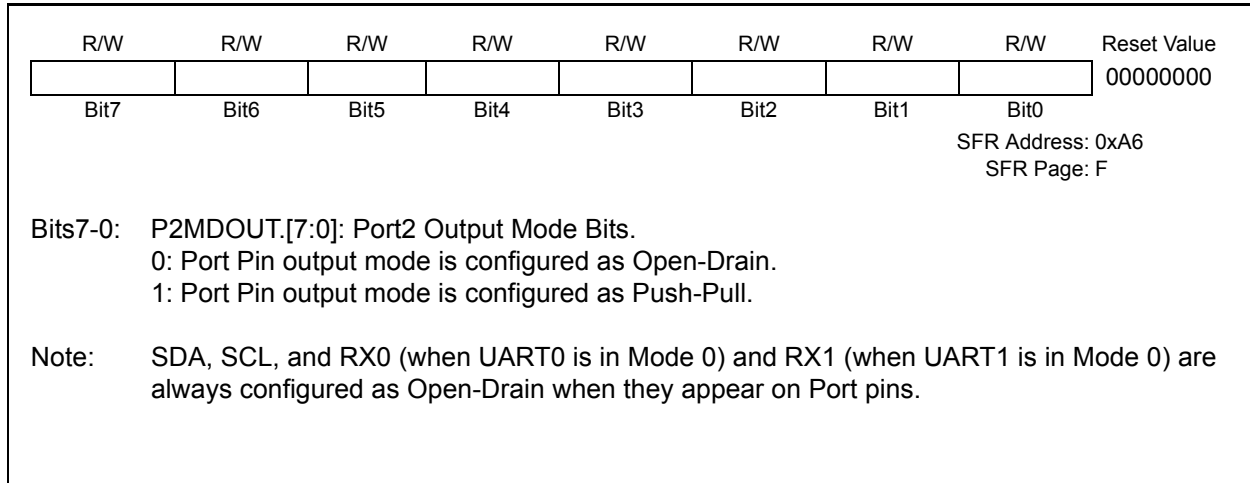 R/W R/W R/W R/W R/W R/W R/W R/W Reset Value
00000000
Bit7 Bit6 Bit5 Bit4 Bit3 Bit2 Bit1 Bit0
SFR Address: 0xA6
SFR Page: F
Bits7-0: P2MDOUT.[7:0]: Port2 Output Mode Bits.
0: Port Pin output mode is configured as Open-Drain.
1: Port Pin output mode is configured as Push-Pull.
Note: SDA, SCL, and RX0 (when UART0 is in Mode 0) and RX1 (when UART1 is in Mode 0) are
always configured as Open-Drain when they appear on Port pins.